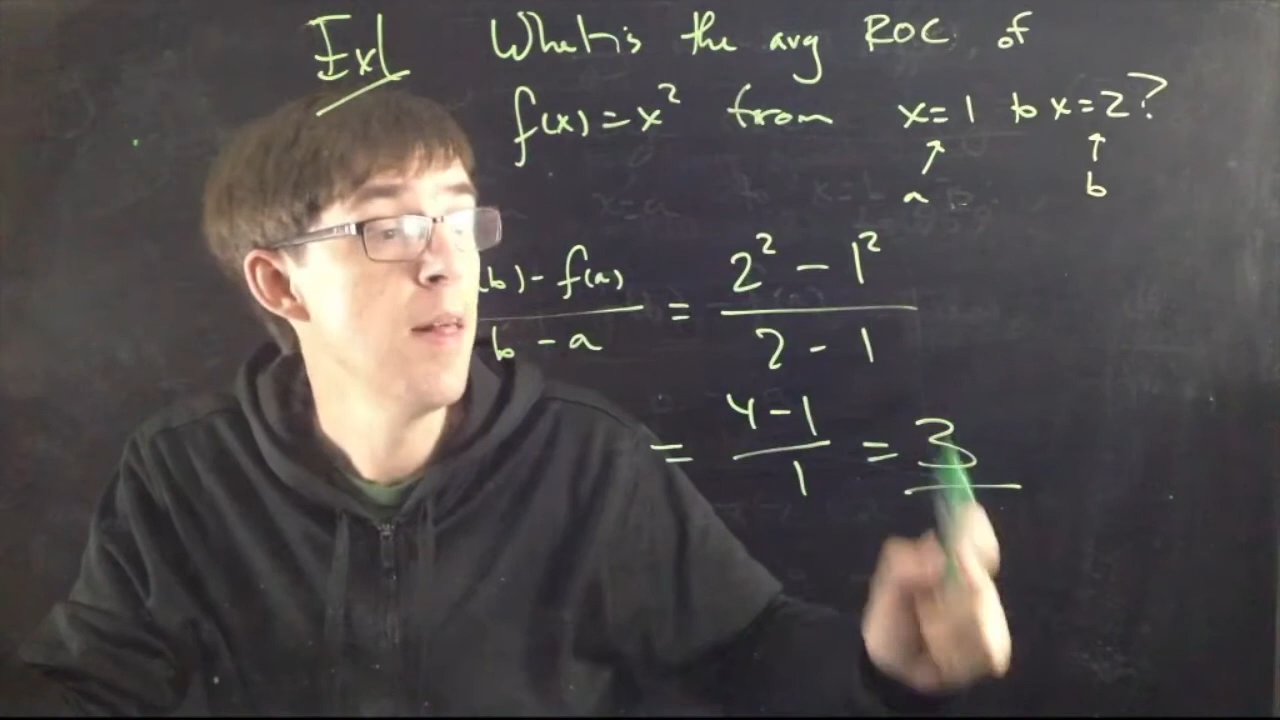 Ex1 What is the avg ROC of
f(x)=x² from x=1 to x=2?
a b
(b)-f(a) / b-a = 2²-1² / 2-1
= 4-1 / 1 = 3